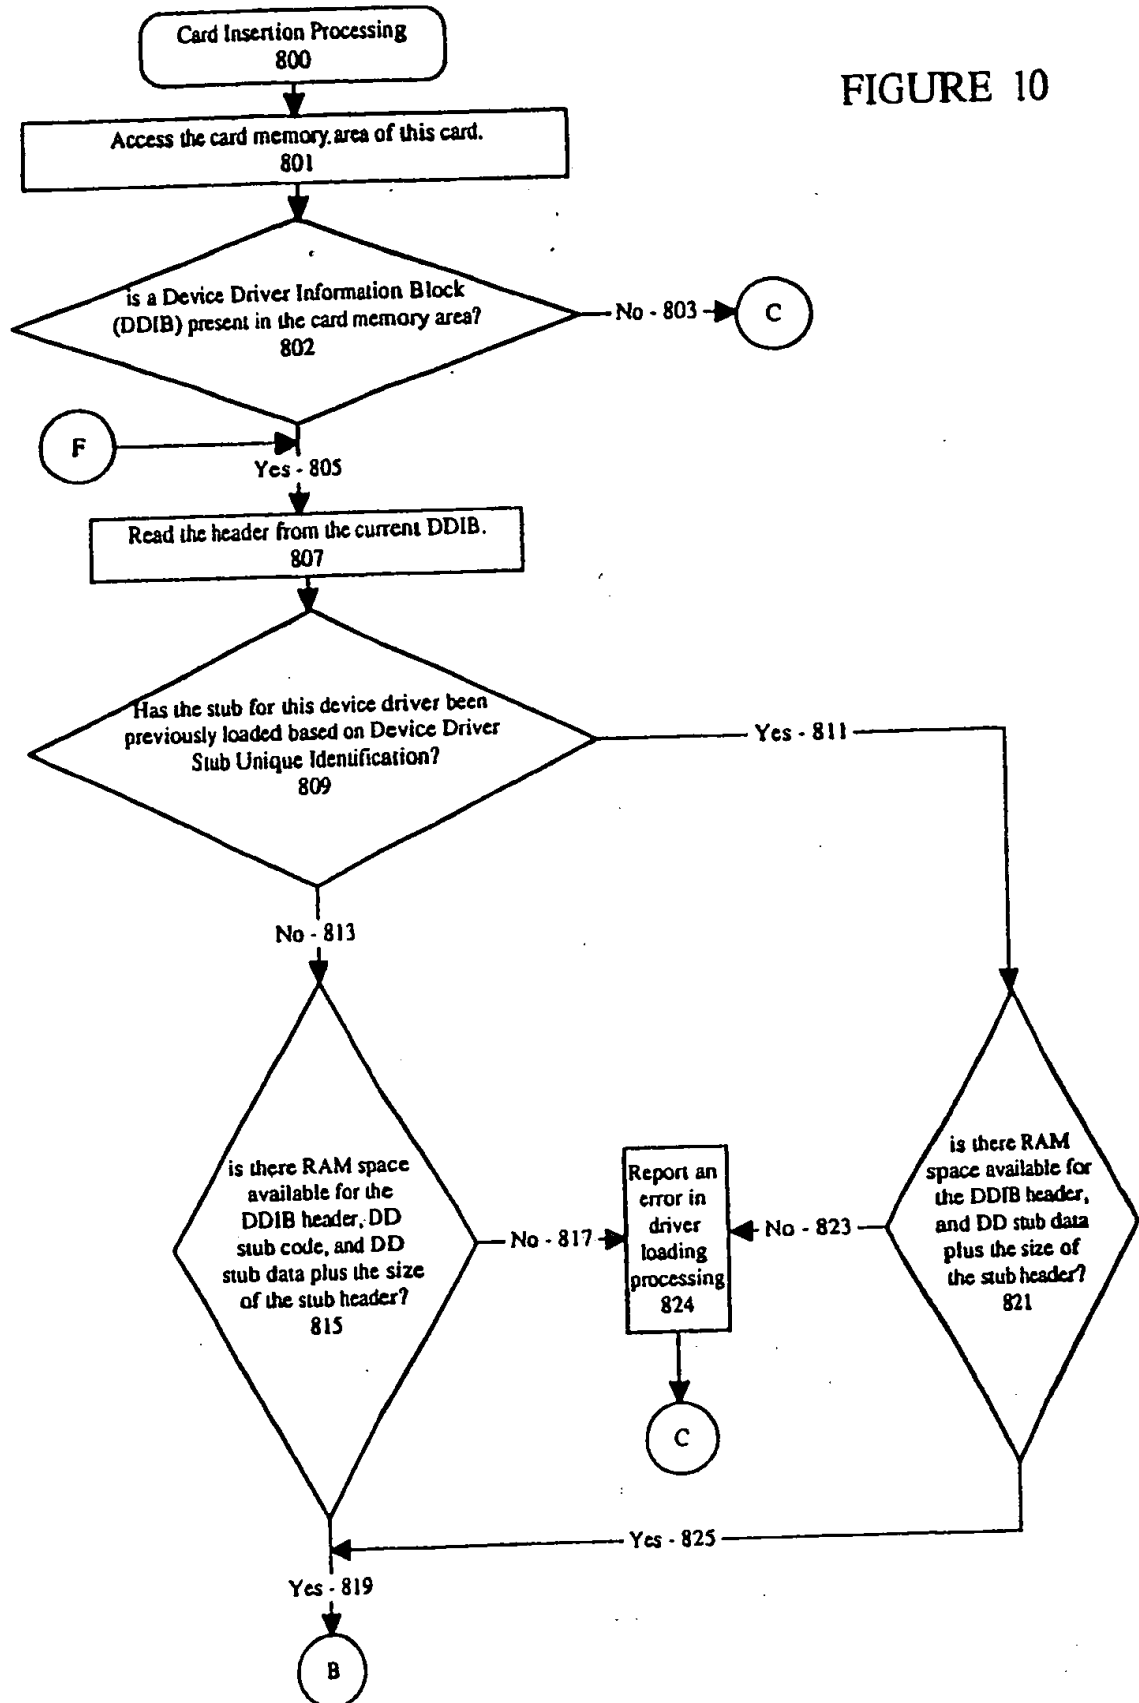 Card Insertion Processing
800
FIGURE 10
Access the card memory.area of this card.
801
is a Device Driver Information Block
(DDIB) present in the card memory area?
802
No - 803
C
F
Yes - 805
Read the header from the current DDIB.
807
Has the stub for this device driver been
previously loaded based on Device Driver
Stub Unique Identification?
809
Yes - 811
No - 813
is there RAM space
available for the
DDIB header, DD
stub code, and DD
stub data plus the size
of the stub header?
815
No - 817
Report an
error in
driver
loading
processing
824
No - 823
is there RAM
space available for
the DDIB header,
and DD stub data
plus the size of
the stub header?
821
C
Yes - 825
Yes - 819
B